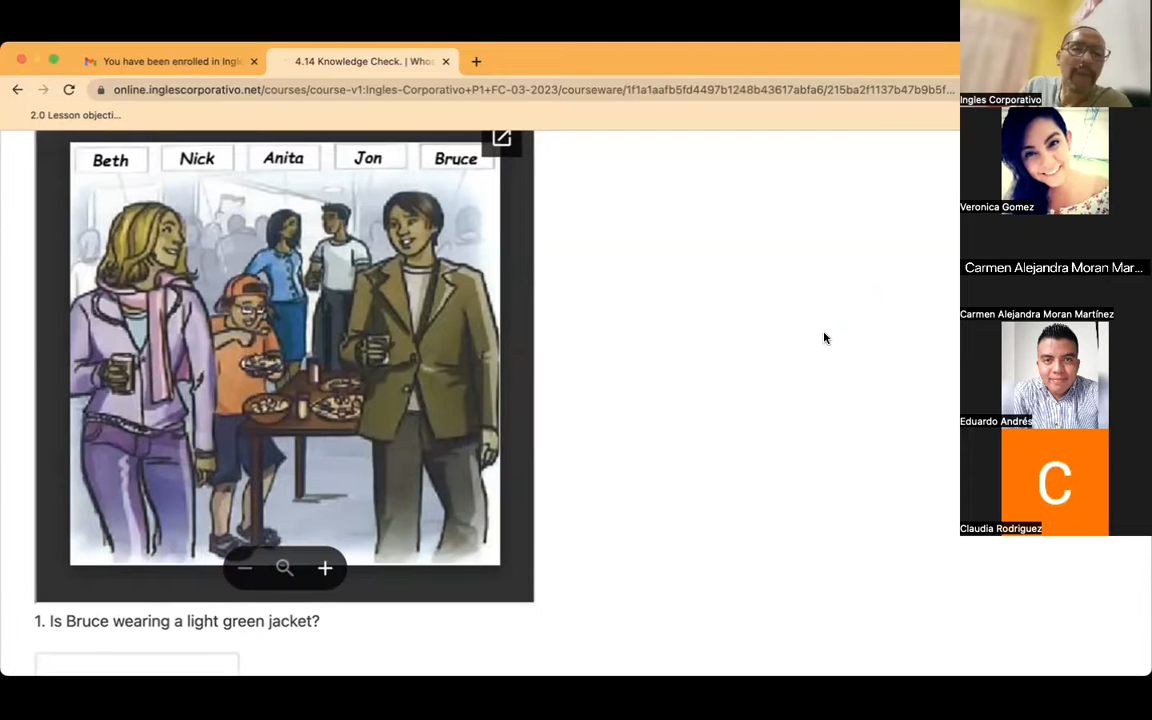 You have been enrolled in Ingle
4.14 Knowledge Check. | Whos
online.inglescorporativo.net/courses/course-v1:Ingles-Corporativo+P1+FC-03-2023/courseware/1f1a1aafb5fd4497b1248b43617abfa6/215ba2f1137b47b9b5f...
2.0 Lesson objecti...
Beth Nick Anita Jon Bruce
1. Is Bruce wearing a light green jacket?
Ingles Corporativo
Veronica Gomez
Carmen Alejandra Moran Mar...
Carmen Alejandra Moran Martínez
Eduardo Andrés
C
Claudia Rodriguez